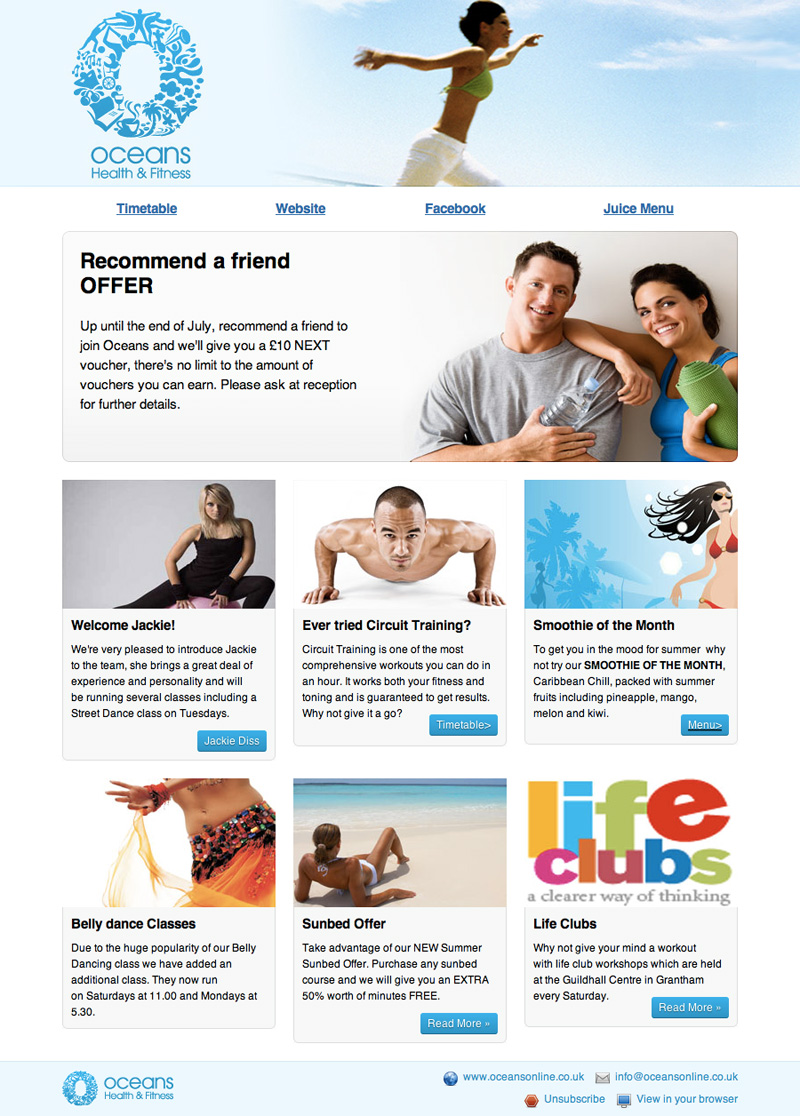 oceans
Health & Fitness
Timetable
Website
Facebook
Juice Menu
Recommend a friend
OFFER
Up until the end of July, recommend a friend to
join Oceans and we'll give you a £10 NEXT
voucher, there's no limit to the amount of
vouchers you can earn. Please ask at reception
for further details.
Welcome Jackie!
We're very pleased to introduce Jackie
to the team, she brings a great deal of
experience and personality and will
be running several classes including a
Street Dance class on Tuesdays.
Jackie Diss
Ever tried Circuit Training?
Circuit Training is one of the most
comprehensive workouts you can do in
an hour. It works both your fitness and
toning and is guaranteed to get results.
Why not give it a go?
Timetable>
Smoothie of the Month
To get you in the mood for summer why
not try our SMOOTHIE OF THE MONTH,
Caribbean Chill, packed with summer
fruits including pineapple, mango,
melon and kiwi.
Menu>
Belly dance Classes
Due to the huge popularity of our Belly
Dancing class we have added an
additional class. They now run
on Saturdays at 11.00 and Mondays at
5.30.
Sunbed Offer
Take advantage of our NEW Summer
Sunbed Offer. Purchase any sunbed
course and we will give you an EXTRA
50% worth of minutes FREE.
Read More »
life
clubs
a clearer way of thinking
Life Clubs
Why not give your mind a workout
with life club workshops which are held
at the Guildhall Centre in Grantham
every Saturday.
Read More »
oceans
Health & Fitness
www.oceansonline.co.uk
info@oceansonline.co.uk
Unsubscribe
View in your browser